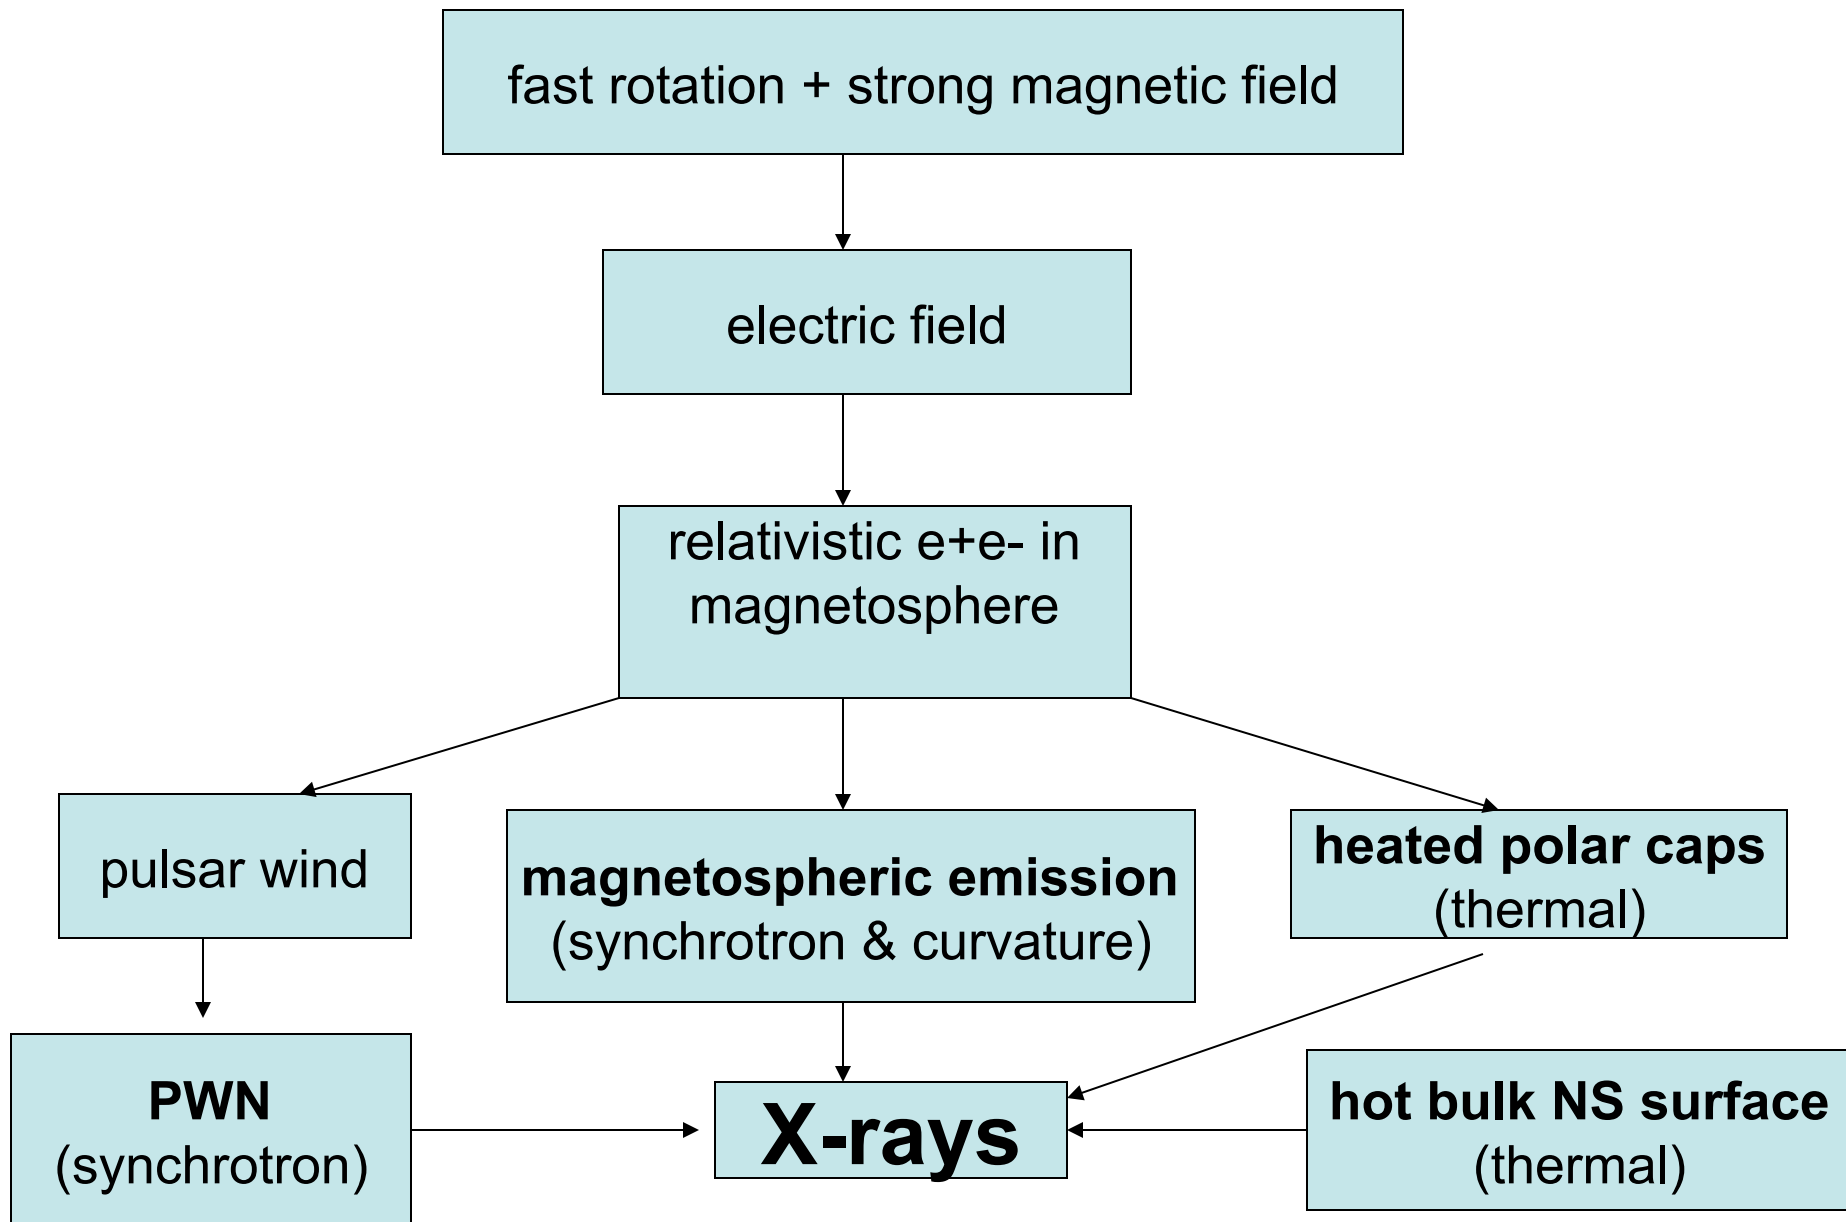 fast rotation + strong magnetic field
electric field
relativistic e+e- in
magnetosphere
pulsar wind
magnetospheric emission
(synchrotron & curvature)
heated polar caps
(thermal)
PWN
(synchrotron)
X-rays
hot bulk NS surface
(thermal)